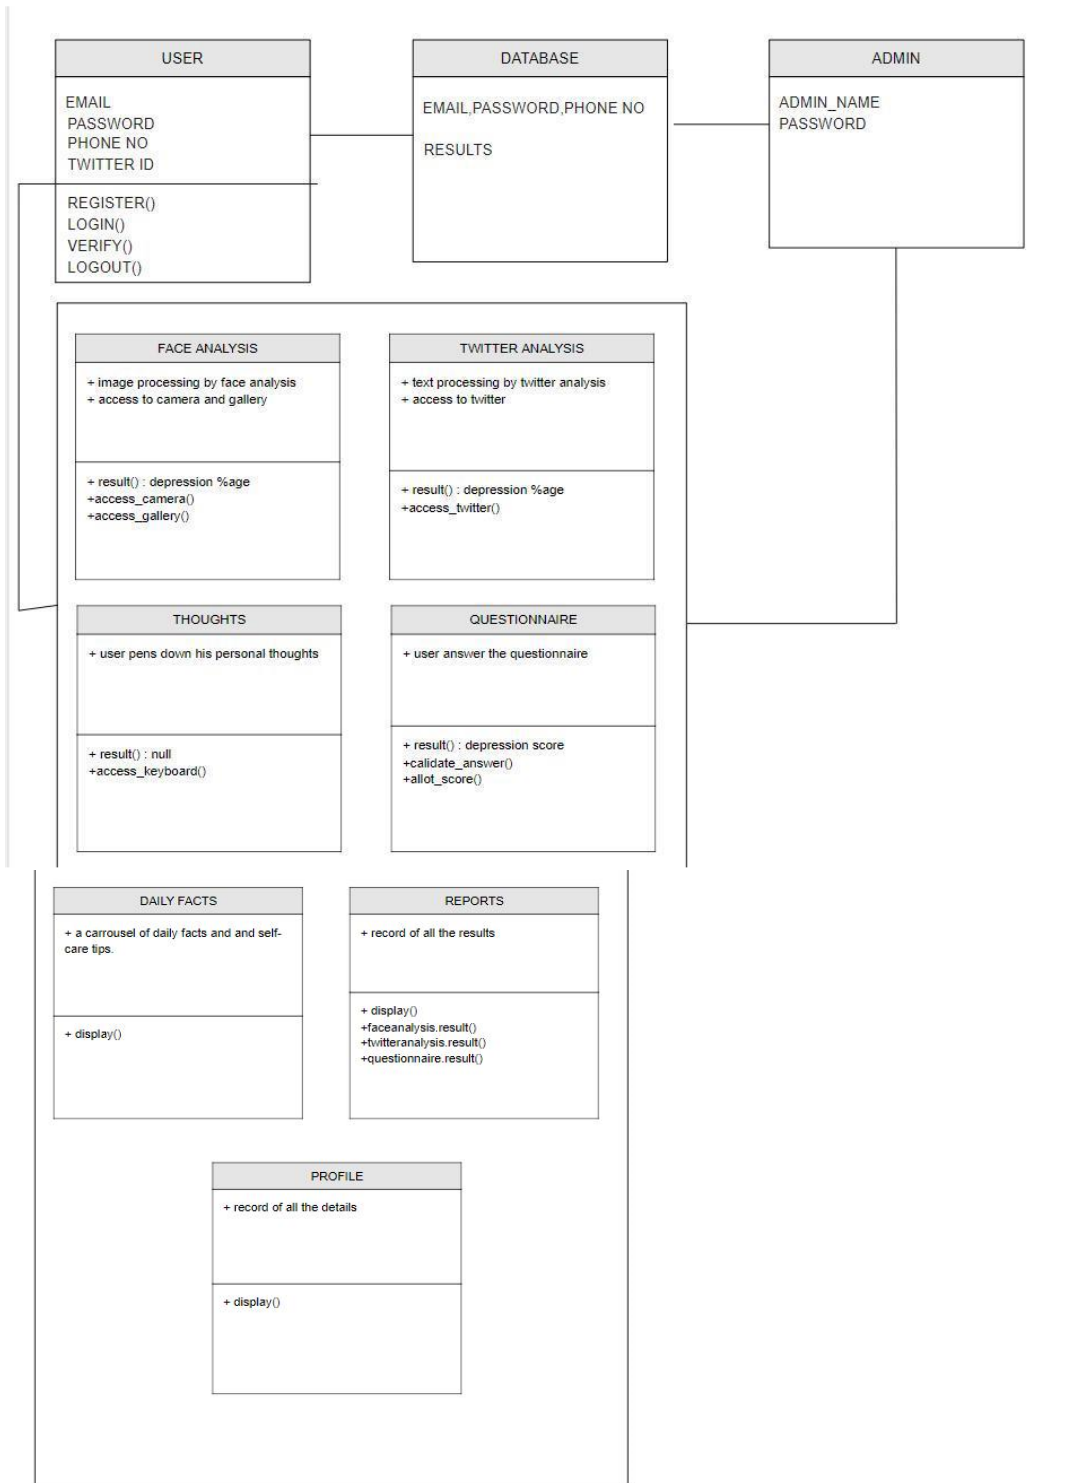 USER
EMAIL
PASSWORD
PHONE NO
TWITTER ID
REGISTER()
LOGIN()
VERIFY()
LOGOUT()
DATABASE
EMAIL,PASSWORD,PHONE NO
RESULTS
ADMIN
ADMIN_NAME
PASSWORD
FACE ANALYSIS
+ image processing by face analysis
+ access to camera and gallery
+ result() : depression %age
+access_camera()
+access_gallery()
TWITTER ANALYSIS
+ text processing by twitter analysis
+ access to twitter
+ result() : depression %age
+access_twitter()
THOUGHTS
+ user pens down his personal thoughts
+ result() : null
+access_keyboard()
QUESTIONNAIRE
+ user answer the questionnaire
+ result() : depression score
+calidate_answer()
+allot_score()
DAILY FACTS
+ a carrousel of daily facts and and self-
care tips.
+ display()
REPORTS
+ record of all the results
+ display()
+faceanalysis.result()
+twitteranalysis.result()
+questionnaire.result()
PROFILE
+ record of all the details
+ display()